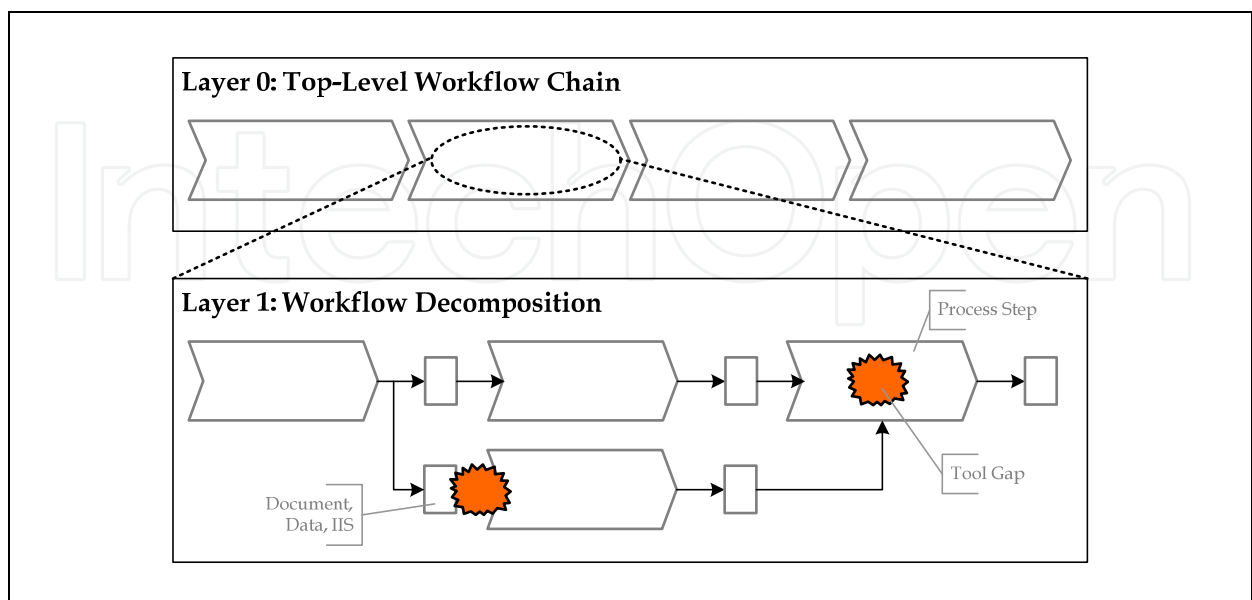 Layer 0: Top-Level Workflow Chain
IntechOpen
Layer 1: Workflow Decomposition
Process Step
Tool Gap
Document,
Data, IIS